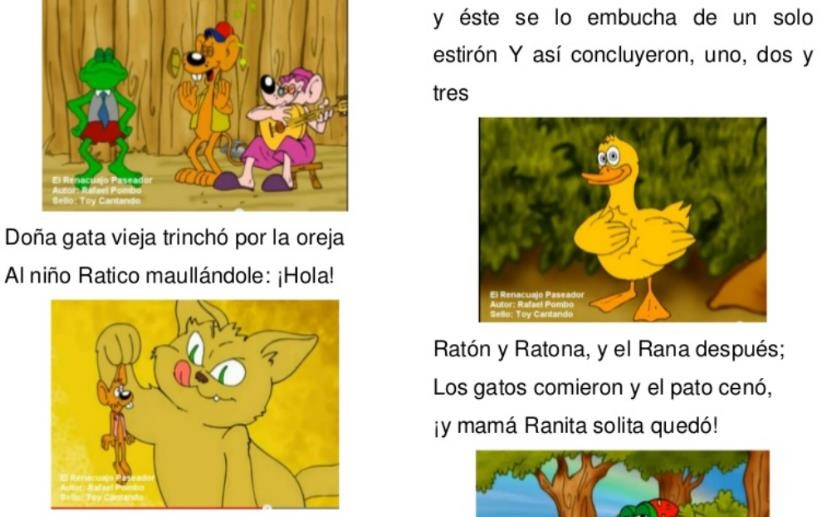 El Renacuajo Paseador
Autor: Rafael Pombo
Sello: Toy Cantando
Doña gata vieja trinchó por la oreja
Al niño Ratico maullándole: ¡Hola!
El Renacuajo Paseador
Autor: Rafael Pombo
Sello: Toy Cantando
y éste se lo embucha de un solo
estirón Y así concluyeron, uno, dos y
tres
El Renacuajo Paseador
Autor: Rafael Pombo
Sello: Toy Cantando
Ratón y Ratona, y el Rana después;
Los gatos comieron y el pato cenó,
¡y mamá Ranita solita quedó!